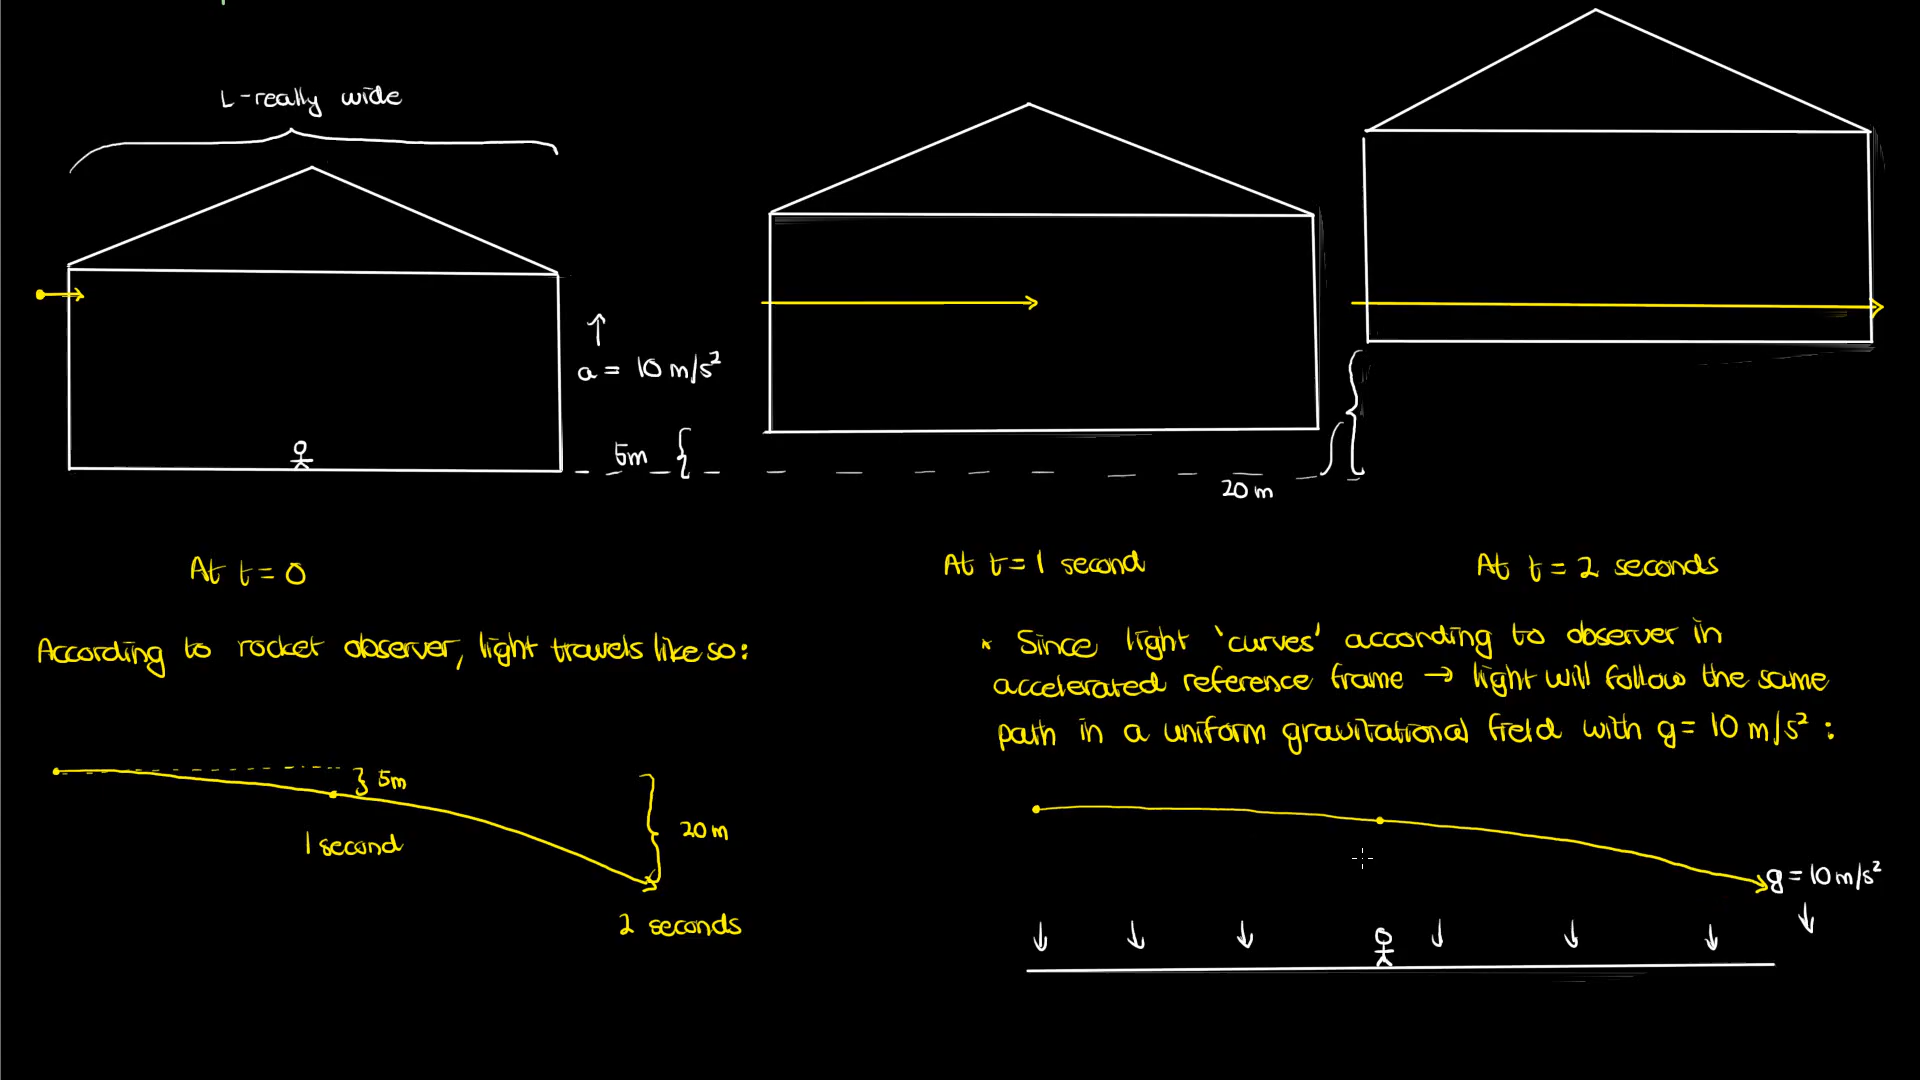 L-really wide
a = 10 m/s²
5m
20 m
At t = 0
At t = 1 second
At t = 2 seconds
According to rocket observer, light travels like so:
5m
1 second
20 m
2 seconds
* Since light 'curves' according to observer in
accelerated reference frame → light will follow the same
path in a uniform gravitational field with g = 10 m/s² :
g = 10 m/s²